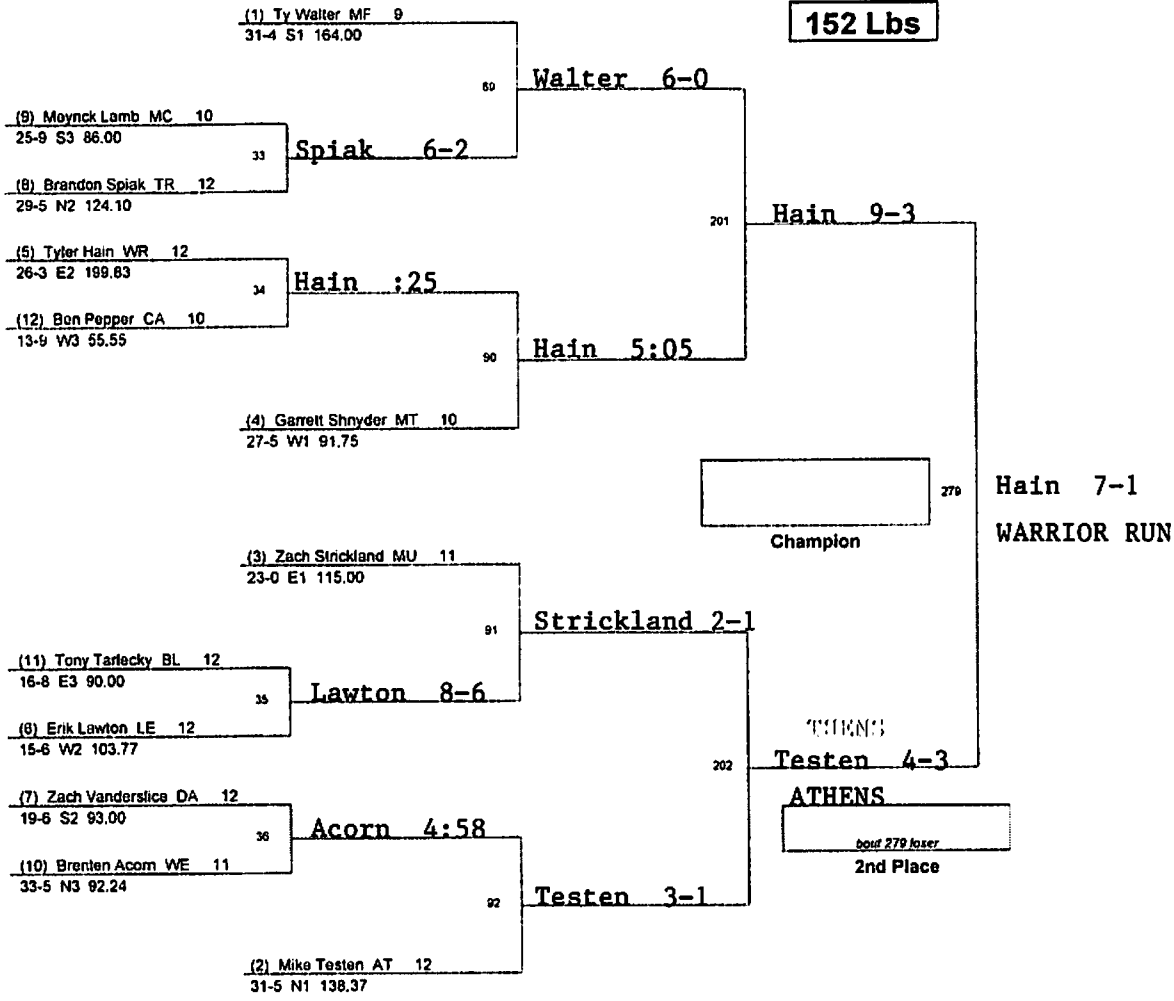 152 Lbs
(1) Ty Walter MF 9
31-4 S1 164.00
89 Walter 6-0
(9) Moynck Lamb MC 10
25-9 S3 86.00
33 Spiak 6-2
(8) Brandon Spiak TR 12
29-5 N2 124.10
201 Hain 9-3
(5) Tyler Hain WR 12
26-3 E2 199.83
34 Hain :25
(12) Ben Pepper CA 10
13-9 W3 55.55
90 Hain 5:05
(4) Garrett Shnyder MT 10
27-5 W1 91.75
279 Hain 7-1
WARRIOR RUN
Champion
(3) Zach Strickland MU 11
23-0 E1 115.00
91 Strickland 2-1
(11) Tony Tarlecky BL 12
16-8 E3 90.00
35 Lawton 8-6
(6) Erik Lawton LE 12
15-6 W2 103.77
202 Testen 4-3
ATHENS
bout 279 loser
2nd Place
(7) Zach Vanderslice DA 12
19-6 S2 93.00
36 Acorn 4:58
(10) Brenten Acorn WE 11
33-5 N3 92.24
92 Testen 3-1
(2) Mike Testen AT 12
31-5 N1 138.37